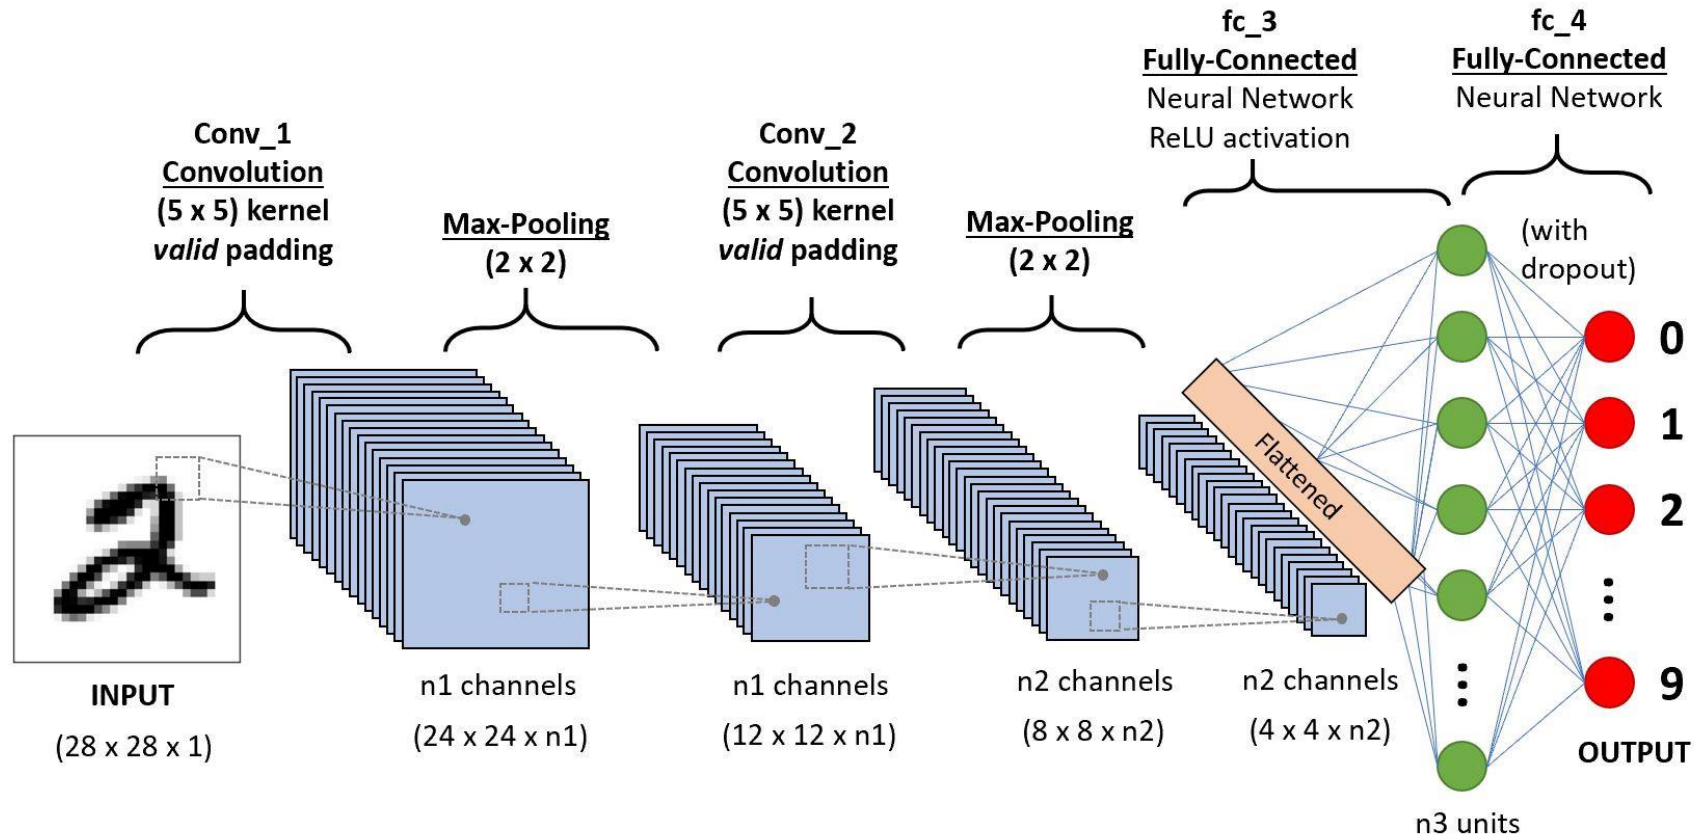 fc_3
Fully-Connected
Neural Network
ReLU activation
fc_4
Fully-Connected
Neural Network
Conv_1
Convolution
(5 x 5) kernel
valid padding
Max-Pooling
(2 x 2)
Conv_2
Convolution
(5 x 5) kernel
valid padding
Max-Pooling
(2 x 2)
(with
dropout)
Flattened
0
1
2
9
INPUT
(28 x 28 x 1)
n1 channels
(24 x 24 x n1)
n1 channels
(12 x 12 x n1)
n2 channels
(8 x 8 x n2)
n2 channels
(4 x 4 x n2)
OUTPUT
n3 units